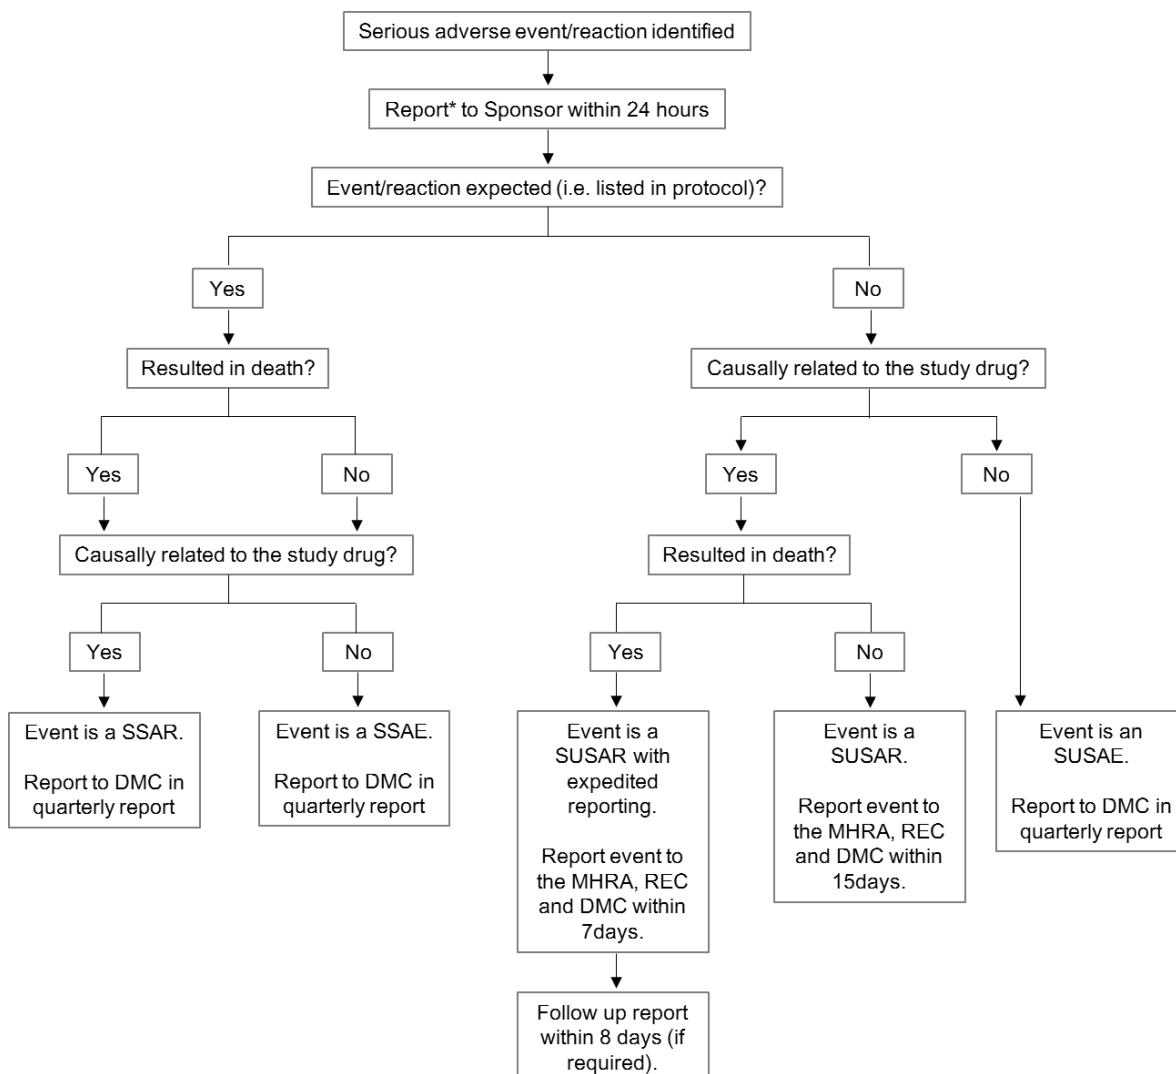 Serious adverse event/reaction identified
Report* to Sponsor within 24 hours
Event/reaction expected (i.e. listed in protocol)?
Yes
No
Resulted in death?
Causally related to the study drug?
Yes
No
Yes
No
Causally related to the study drug?
Resulted in death?
Yes
No
Yes
No
Event is a SSAR.
Report to DMC in
quarterly report
Event is a SSAE.
Report to DMC in
quarterly report
Event is a
SUSAR with
expedited
reporting.
Report event to
the MHRA, REC
and DMC within
7days.
Event is a
SUSAR.
Report event to
the MHRA, REC
and DMC within
15days.
Event is an
SUSAE.
Report to DMC in
quarterly report
Follow up report
within 8 days (if
required).